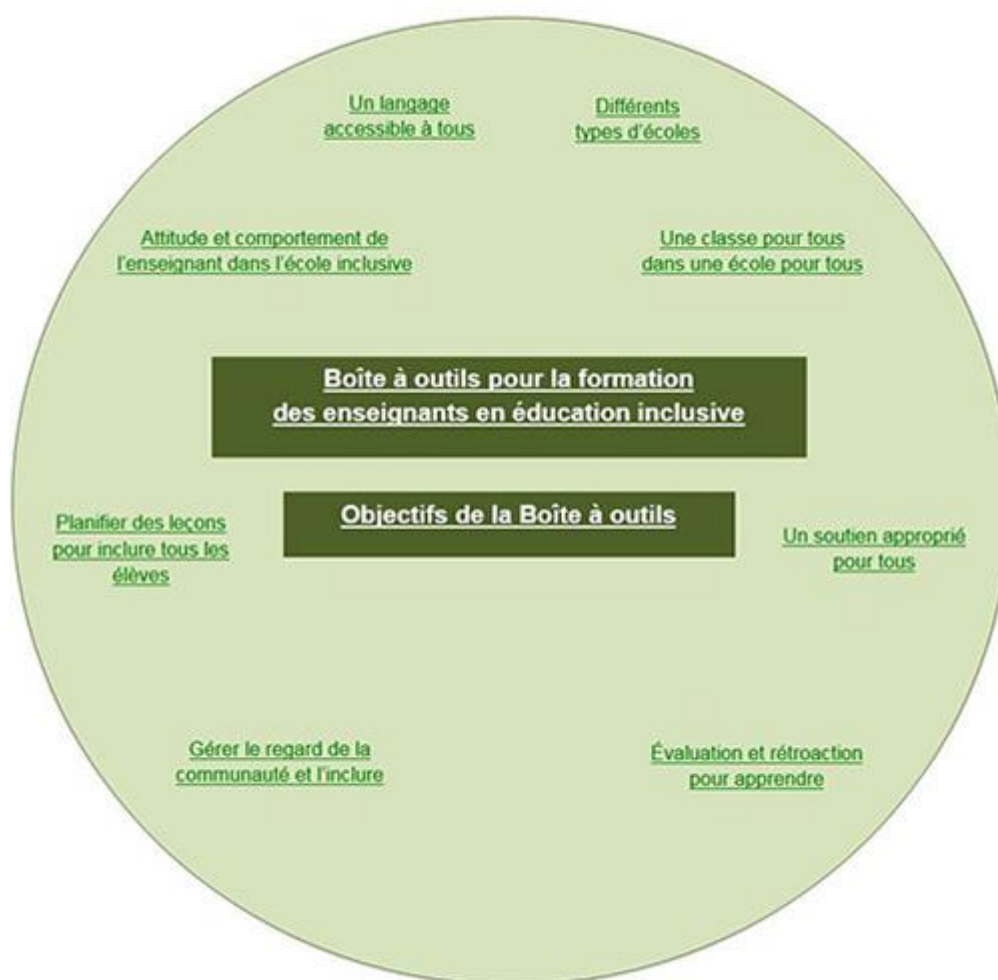 Un langage
accessible à tous
Différents
types d'écoles
Attitude et comportement de
l'enseignant dans l'école inclusive
Une classe pour tous
dans une école pour tous
Boîte à outils pour la formation
des enseignants en éducation inclusive
Objectifs de la Boîte à outils
Planifier des leçons
pour inclure tous les
élèves
Un soutien approprié
pour tous
Gérer le regard de la
communauté et l'inclure
Évaluation et rétroaction
pour apprendre